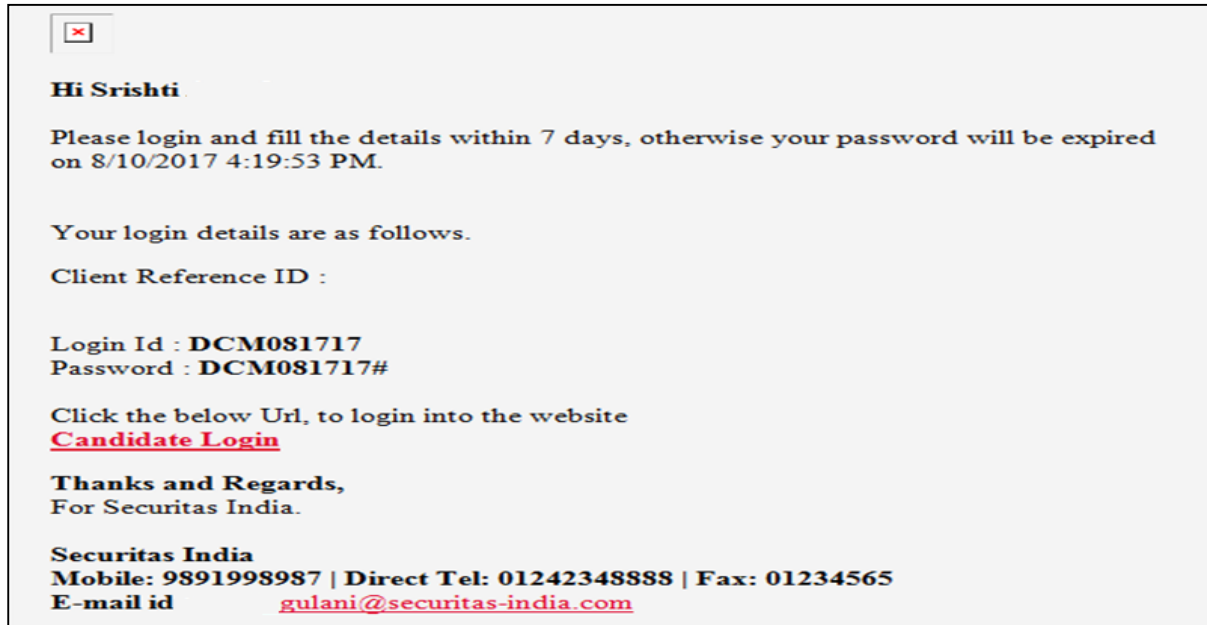 Hi Srishti
Please login and fill the details within 7 days, otherwise your password will be expired
on 8/10/2017 4:19:53 PM.
Your login details are as follows.
Client Reference ID :
Login Id : DCM081717
Password : DCM081717#
Click the below Url, to login into the website
Candidate Login
Thanks and Regards,
For Securitas India.
Securitas India
Mobile: 9891998987 | Direct Tel: 01242348888 | Fax: 01234565
E-mail id gulani@securitas-india.com